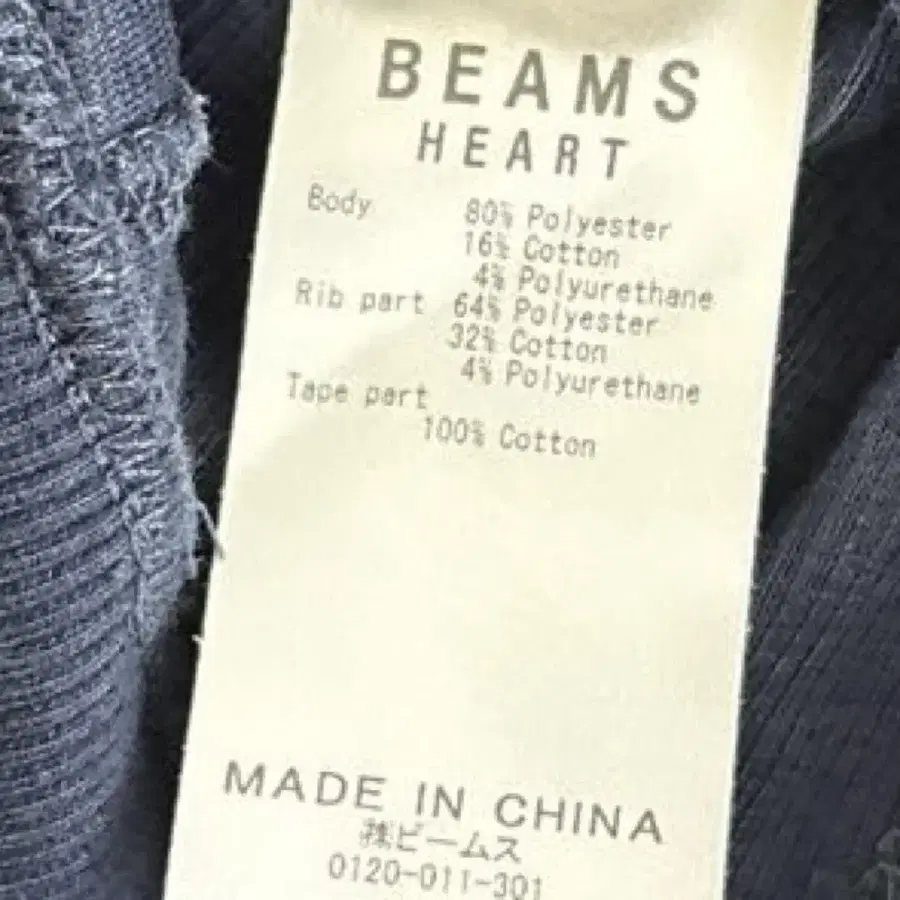 BEAMS
HEART
Body 80% Polyester
16% Cotton
4% Polyurethane
Rib part 64% Polyester
32% Cotton
4% Polyurethane
Tape part
100% Cotton
MADE IN CHINA
㈱ビームス
0120-011-301